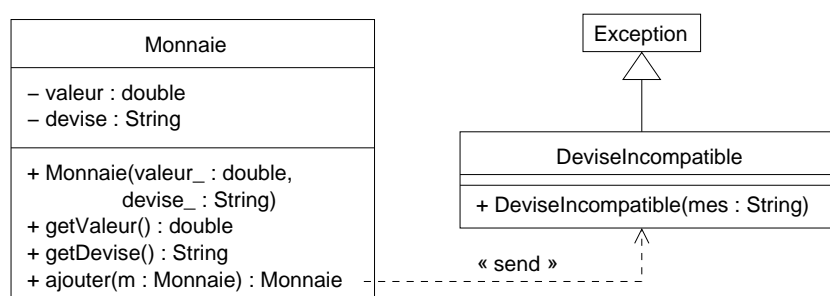 Monnaie
– valeur : double
– devise : String
+ Monnaie(valeur_ : double,
devise_ : String)
+ getValeur() : double
+ getDevise() : String
+ ajouter(m : Monnaie) : Monnaie
« send »
Exception
DeviseIncompatible
+ DeviseIncompatible(mes : String)